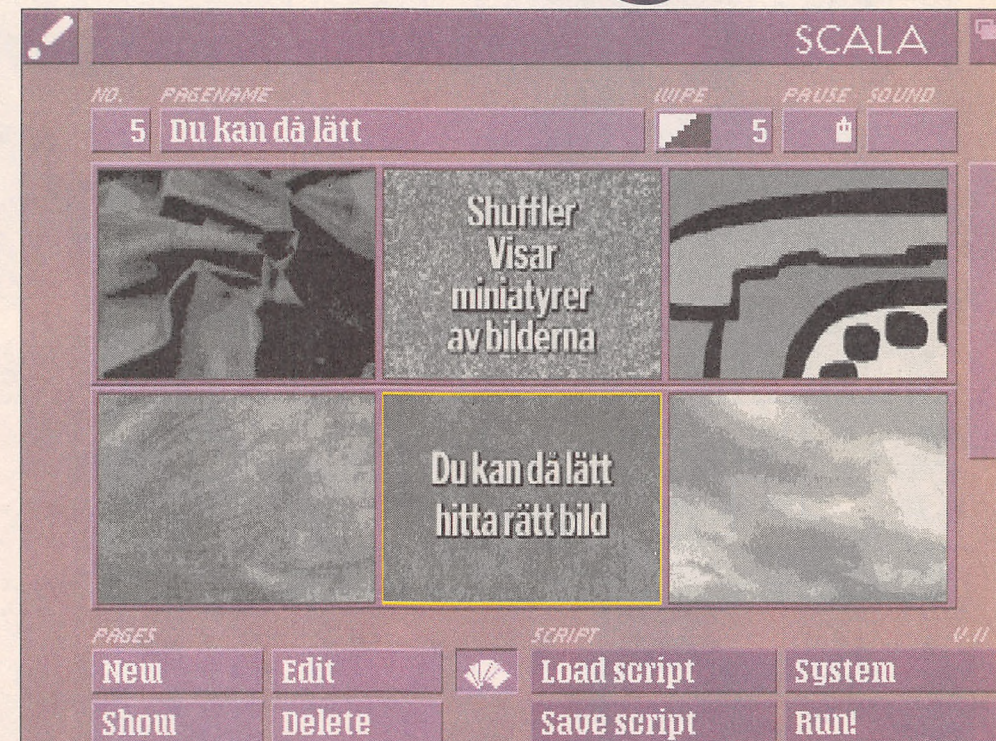 SCALA
NO. PAGENAME WIPE PAUSE SOUND
5 Du kan då lätt 5
Shuffler
Visar
miniatyrer
av bilderna
Du kan då lätt
hitta rätt bild
PAGES SCRIPT V.11
New Edit Load script System
Show Delete Save script Run!